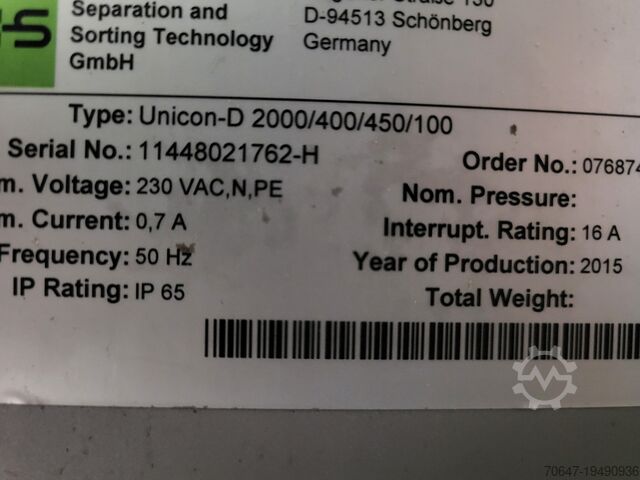 Separation and
Sorting Technology
GmbH
Straße 130
D-94513 Schönberg
Germany
Type: Unicon-D 2000/400/450/100
Serial No.: 11448021762-H
Order No.: 076874
m. Voltage: 230 VAC,N,PE
Nom. Pressure:
m. Current: 0,7 A
Interrupt. Rating: 16 A
Frequency: 50 Hz
Year of Production: 2015
IP Rating: IP 65
Total Weight:
70647-19490936